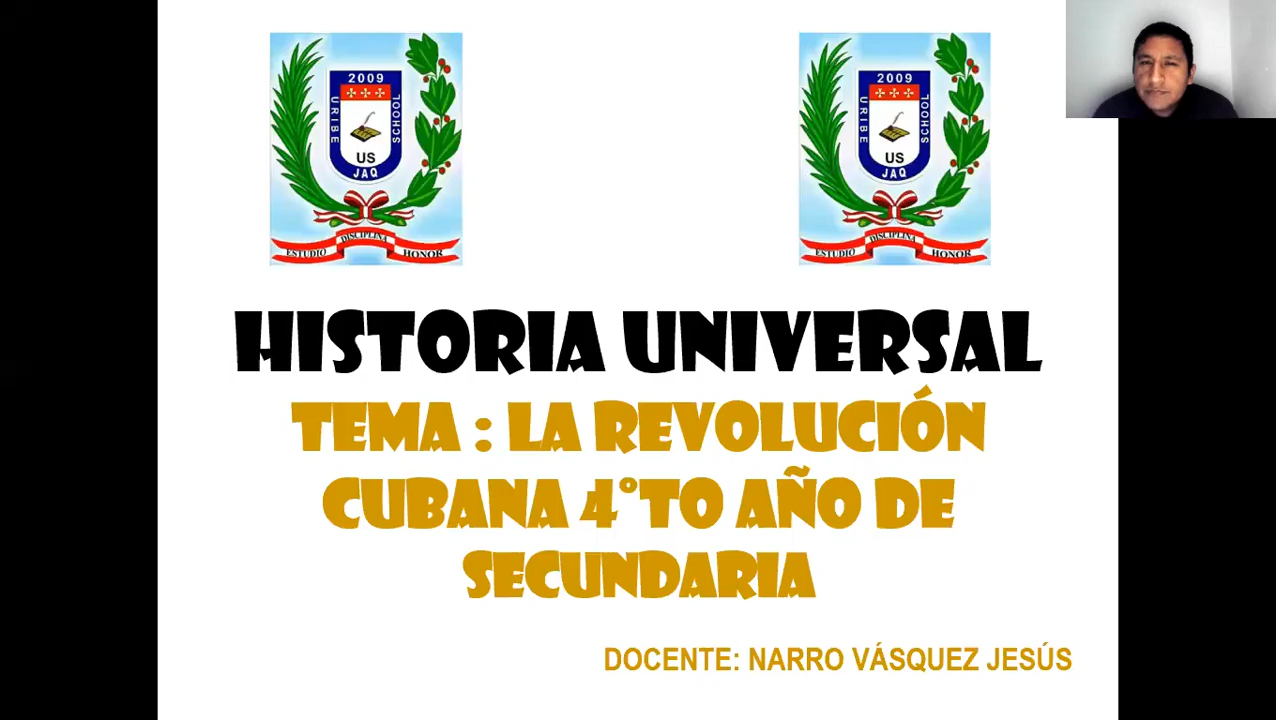 2009
URIBE
SCHOOL
US
JAQ
ESTUDIO DISCIPLINA HONOR
2009
URIBE
SCHOOL
US
JAQ
ESTUDIO DISCIPLINA HONOR
HISTORIA UNIVERSAL
TEMA : LA REVOLUCIÓN
CUBANA 4°TO AÑO DE
SECUNDARIA
DOCENTE: NARRO VÁSQUEZ JESÚS